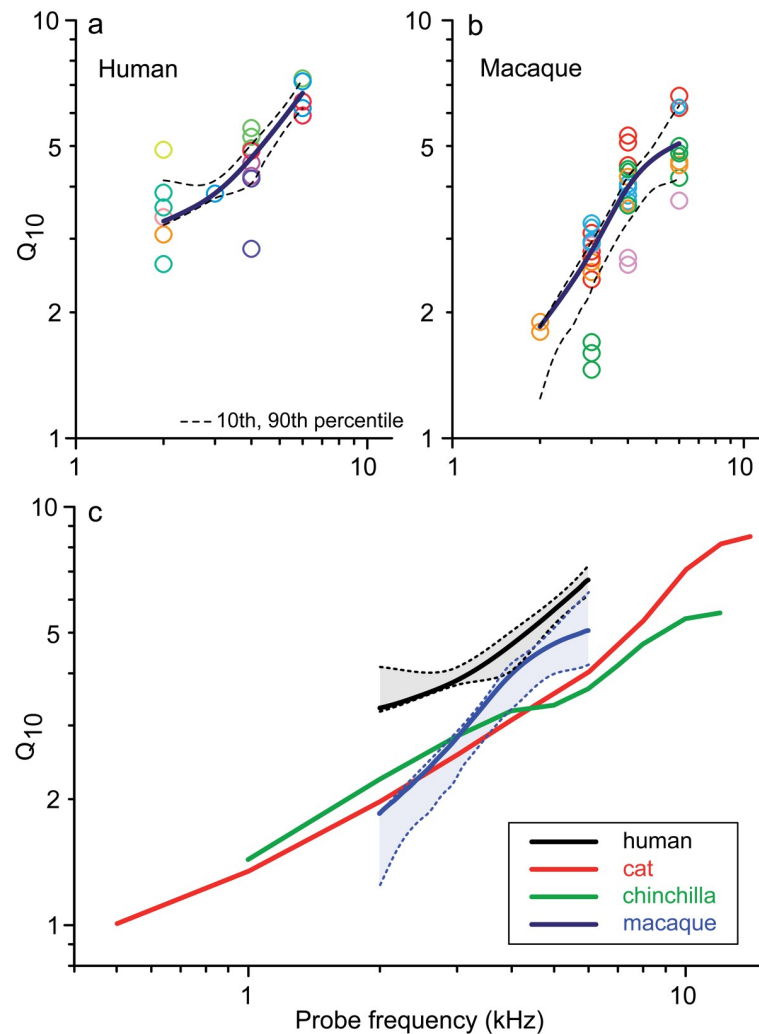 a
Human
10
5
2
1
Q10
1
10
---- 10th, 90th percentile
b
Macaque
10
5
2
1
1
10
c
10
5
2
1
Q10
1
10
Probe frequency (kHz)
human
cat
chinchilla
macaque